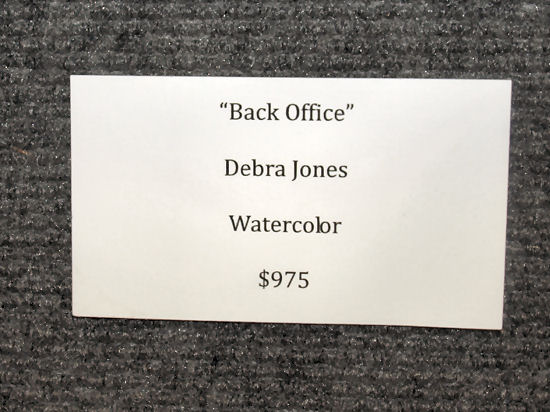 “Back Office”
Debra Jones
Watercolor
$975